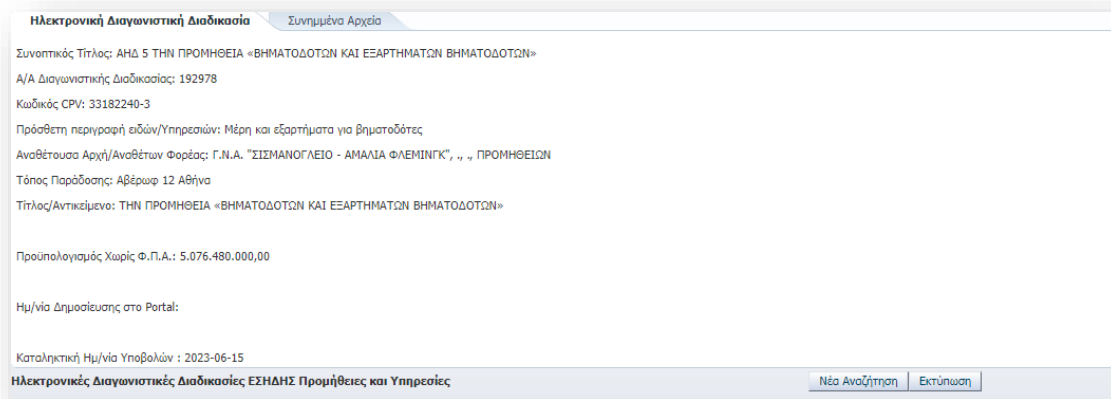 Ηλεκτρονική Διαγωνιστική Διαδικασία Συνημμένα Αρχεία
Συνοπτικός Τίτλος: ΑΗΔ 5 ΤΗΝ ΠΡΟΜΗΘΕΙΑ «ΒΗΜΑΤΟΔΟΤΩΝ ΚΑΙ ΕΞΑΡΤΗΜΑΤΩΝ ΒΗΜΑΤΟΔΟΤΩΝ»
Α/Α Διαγωνιστικής Διαδικασίας: 192978
Κωδικός CPV: 33182240-3
Πρόσθετη περιγραφή ειδών/Υπηρεσιών: Μέρη και εξαρτήματα για βηματοδότες
Αναθέτουσα Αρχή/Αναθέτων Φορέας: Γ.Ν.Α. "ΣΙΣΜΑΝΟΓΛΕΙΟ - ΑΜΑΛΙΑ ΦΛΕΜΙΝΓΚ", ., ., ΠΡΟΜΗΘΕΙΩΝ
Τόπος Παράδοσης: Αβέρωφ 12 Αθήνα
Τίτλος/Αντικείμενο: ΤΗΝ ΠΡΟΜΗΘΕΙΑ «ΒΗΜΑΤΟΔΟΤΩΝ ΚΑΙ ΕΞΑΡΤΗΜΑΤΩΝ ΒΗΜΑΤΟΔΟΤΩΝ»
Προϋπολογισμός Χωρίς Φ.Π.Α.: 5.076.480.000,00
Ημ/νία Δημοσίευσης στο Portal:
Καταληκτική Ημ/νία Υποβολών : 2023-06-15
Ηλεκτρονικές Διαγωνιστικές Διαδικασίες ΕΣΗΔΗΣ Προμήθειες και Υπηρεσίες Νέα Αναζήτηση Εκτύπωση